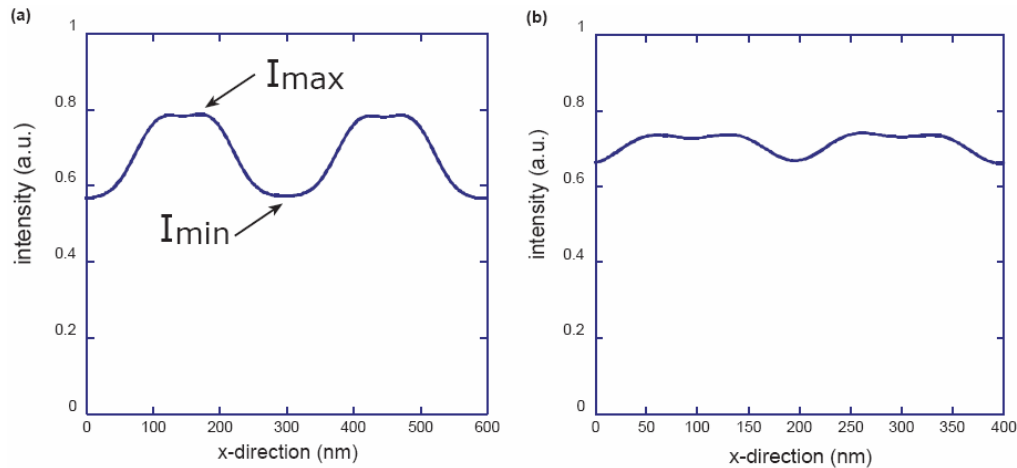 (a)
intensity (a.u.)
1
0.8
0.6
0.4
0.2
0
Imax
Imin
0 100 200 300 400 500 600
x-direction (nm)
(b)
intensity (a.u.)
1
0.8
0.6
0.4
0.2
0
0 50 100 150 200 250 300 350 400
x-direction (nm)